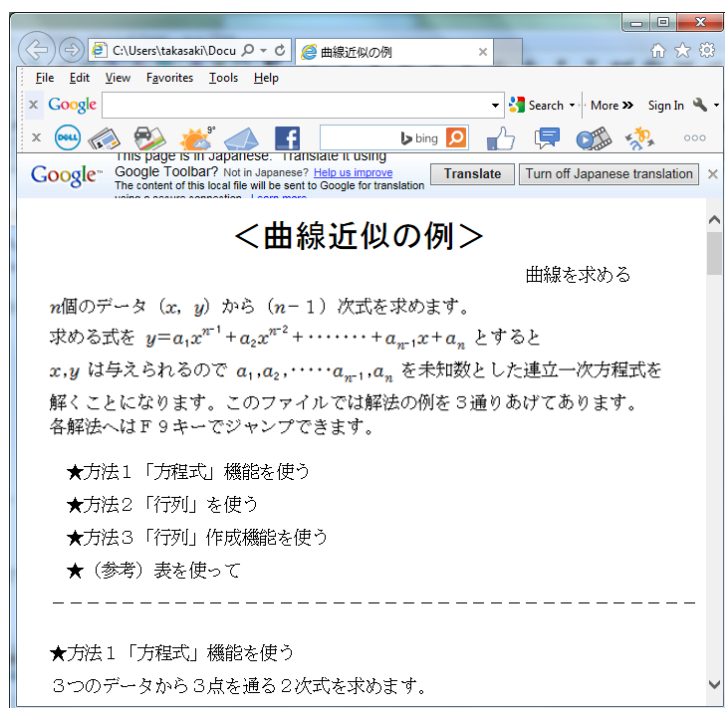 C:\Users\takasaki\Docu
曲線近似の例
File Edit View Favorites Tools Help
Google Search More » Sign In
DELL 9° bing
Google This page is in Japanese. Translate it using
Google Toolbar? Not in Japanese? Help us improve
The content of this local file will be sent to Google for translation
using a secure connection. Learn more
Translate Turn off Japanese translation
＜曲線近似の例＞
曲線を求める
n個のデータ（x, y）から（n－１）次式を求めます。
求める式を y=a₁xⁿ⁻¹+a₂xⁿ⁻²+‥‥‥‥+aₙ₋₁x+aₙ とすると
x,y は与えられるので a₁,a₂,‥‥‥aₙ₋₁,aₙ を未知数とした連立一次方程式を
解くことになります。このファイルでは解法の例を３通りあげてあります。
各解法へはＦ９キーでジャンプできます。
★方法１「方程式」機能を使う
★方法２「行列」を使う
★方法３「行列」作成機能を使う
★（参考）表を使って
★方法１「方程式」機能を使う
３つのデータから３点を通る２次式を求めます。